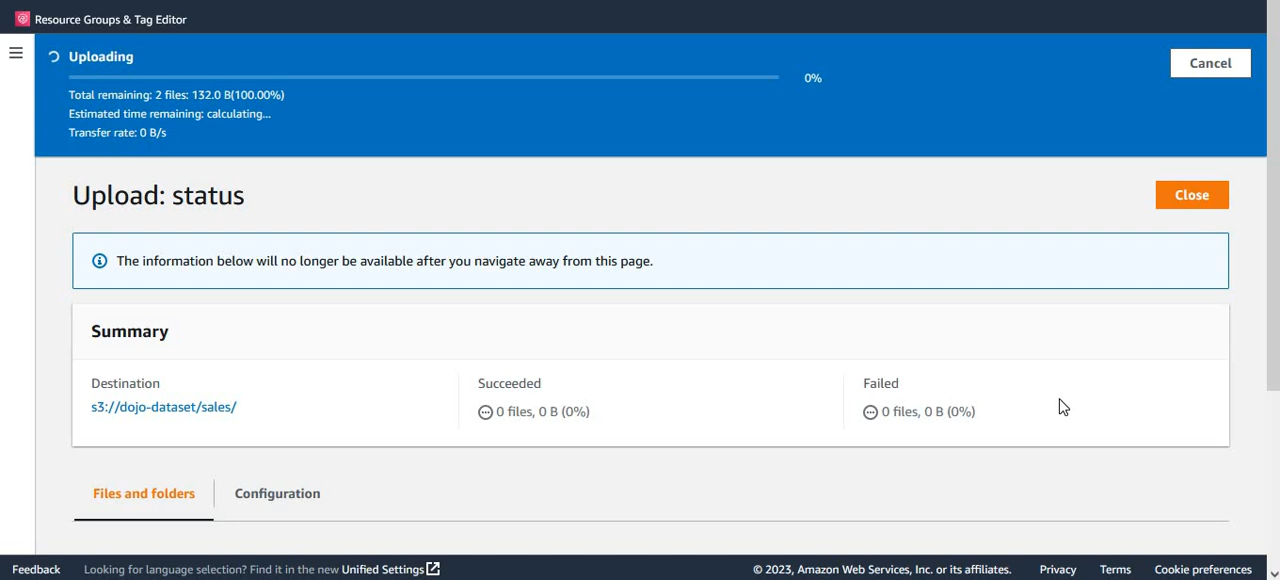 Resource Groups & Tag Editor
Uploading
Cancel
0%
Total remaining: 2 files: 132.0 B(100.00%)
Estimated time remaining: calculating...
Transfer rate: 0 B/s
Upload: status
Close
The information below will no longer be available after you navigate away from this page.
Summary
Destination
Succeeded
Failed
s3://dojo-dataset/sales/
0 files, 0 B (0%)
0 files, 0 B (0%)
Files and folders
Configuration
Feedback
Looking for language selection? Find it in the new Unified Settings
© 2023, Amazon Web Services, Inc. or its affiliates.
Privacy
Terms
Cookie preferences